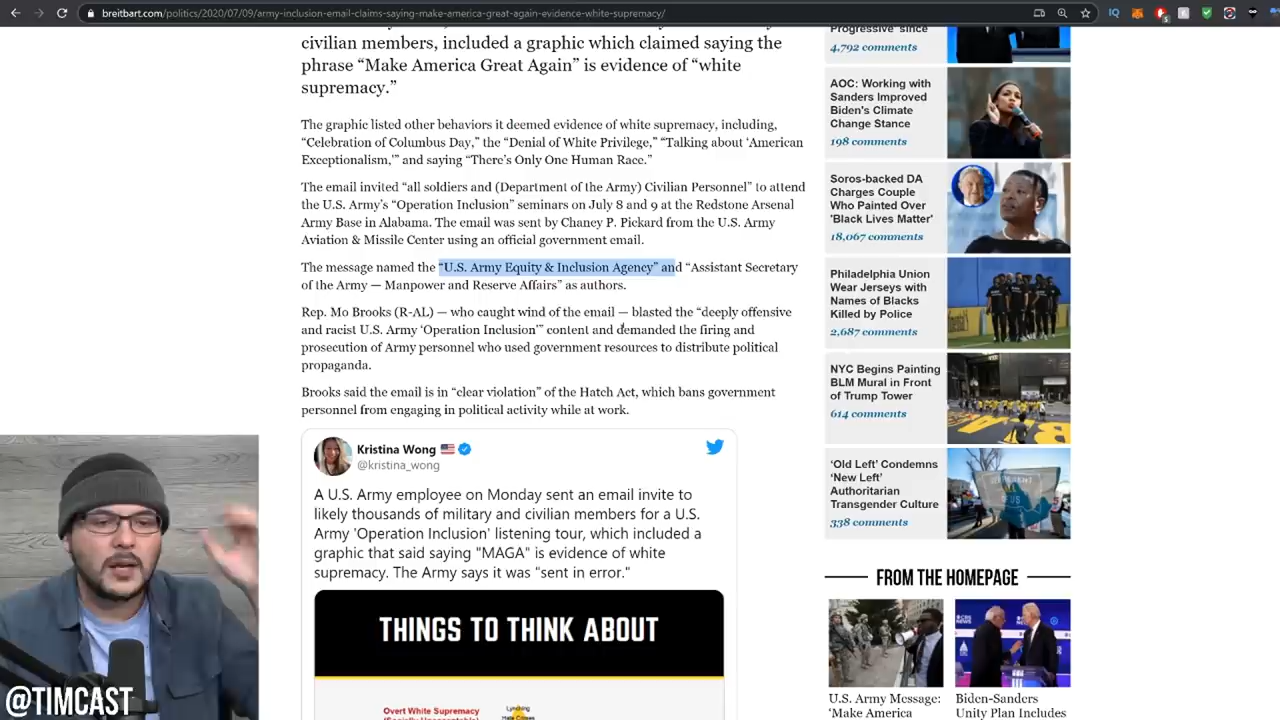 breitbart.com/politics/2020/07/09/army-inclusion-email-claims-saying-make-america-great-again-evidence-white-supremacy/
civilian members, included a graphic which claimed saying the
phrase “Make America Great Again” is evidence of “white
supremacy.”
The graphic listed other behaviors it deemed evidence of white supremacy, including,
“Celebration of Columbus Day,” the “Denial of White Privilege,” “Talking about ‘American
Exceptionalism,’” and saying “There’s Only One Human Race.”
The email invited “all soldiers and (Department of the Army) Civilian Personnel” to attend
the U.S. Army’s “Operation Inclusion” seminars on July 8 and 9 at the Redstone Arsenal
Army Base in Alabama. The email was sent by Chaney P. Pickard from the U.S. Army
Aviation & Missile Center using an official government email.
The message named the “U.S. Army Equity & Inclusion Agency” and “Assistant Secretary
of the Army — Manpower and Reserve Affairs” as authors.
Rep. Mo Brooks (R-AL) — who caught wind of the email — blasted the “deeply offensive
and racist U.S. Army ‘Operation Inclusion’” content and demanded the firing and
prosecution of Army personnel who used government resources to distribute political
propaganda.
Brooks said the email is in “clear violation” of the Hatch Act, which bans government
personnel from engaging in political activity while at work.
Kristina Wong
@kristina_wong
A U.S. Army employee on Monday sent an email invite to
likely thousands of military and civilian members for a U.S.
Army 'Operation Inclusion' listening tour, which included a
graphic that said saying "MAGA" is evidence of white
supremacy. The Army says it was "sent in error."
THINGS TO THINK ABOUT
Overt White Supremacy
Lynching
Hate Crimes
Progressive' since
4,792 comments
AOC: Working with
Sanders Improved
Biden's Climate
Change Stance
198 comments
Soros-backed DA
Charges Couple
Who Painted Over
'Black Lives Matter'
18,067 comments
Philadelphia Union
Wear Jerseys with
Names of Blacks
Killed by Police
2,687 comments
NYC Begins Painting
BLM Mural in Front
of Trump Tower
614 comments
‘Old Left’ Condemns
‘New Left’
Authoritarian
Transgender Culture
338 comments
FROM THE HOMEPAGE
U.S. Army Message:
'Make America
Biden-Sanders
Unity Plan Includes
@TIMCAST